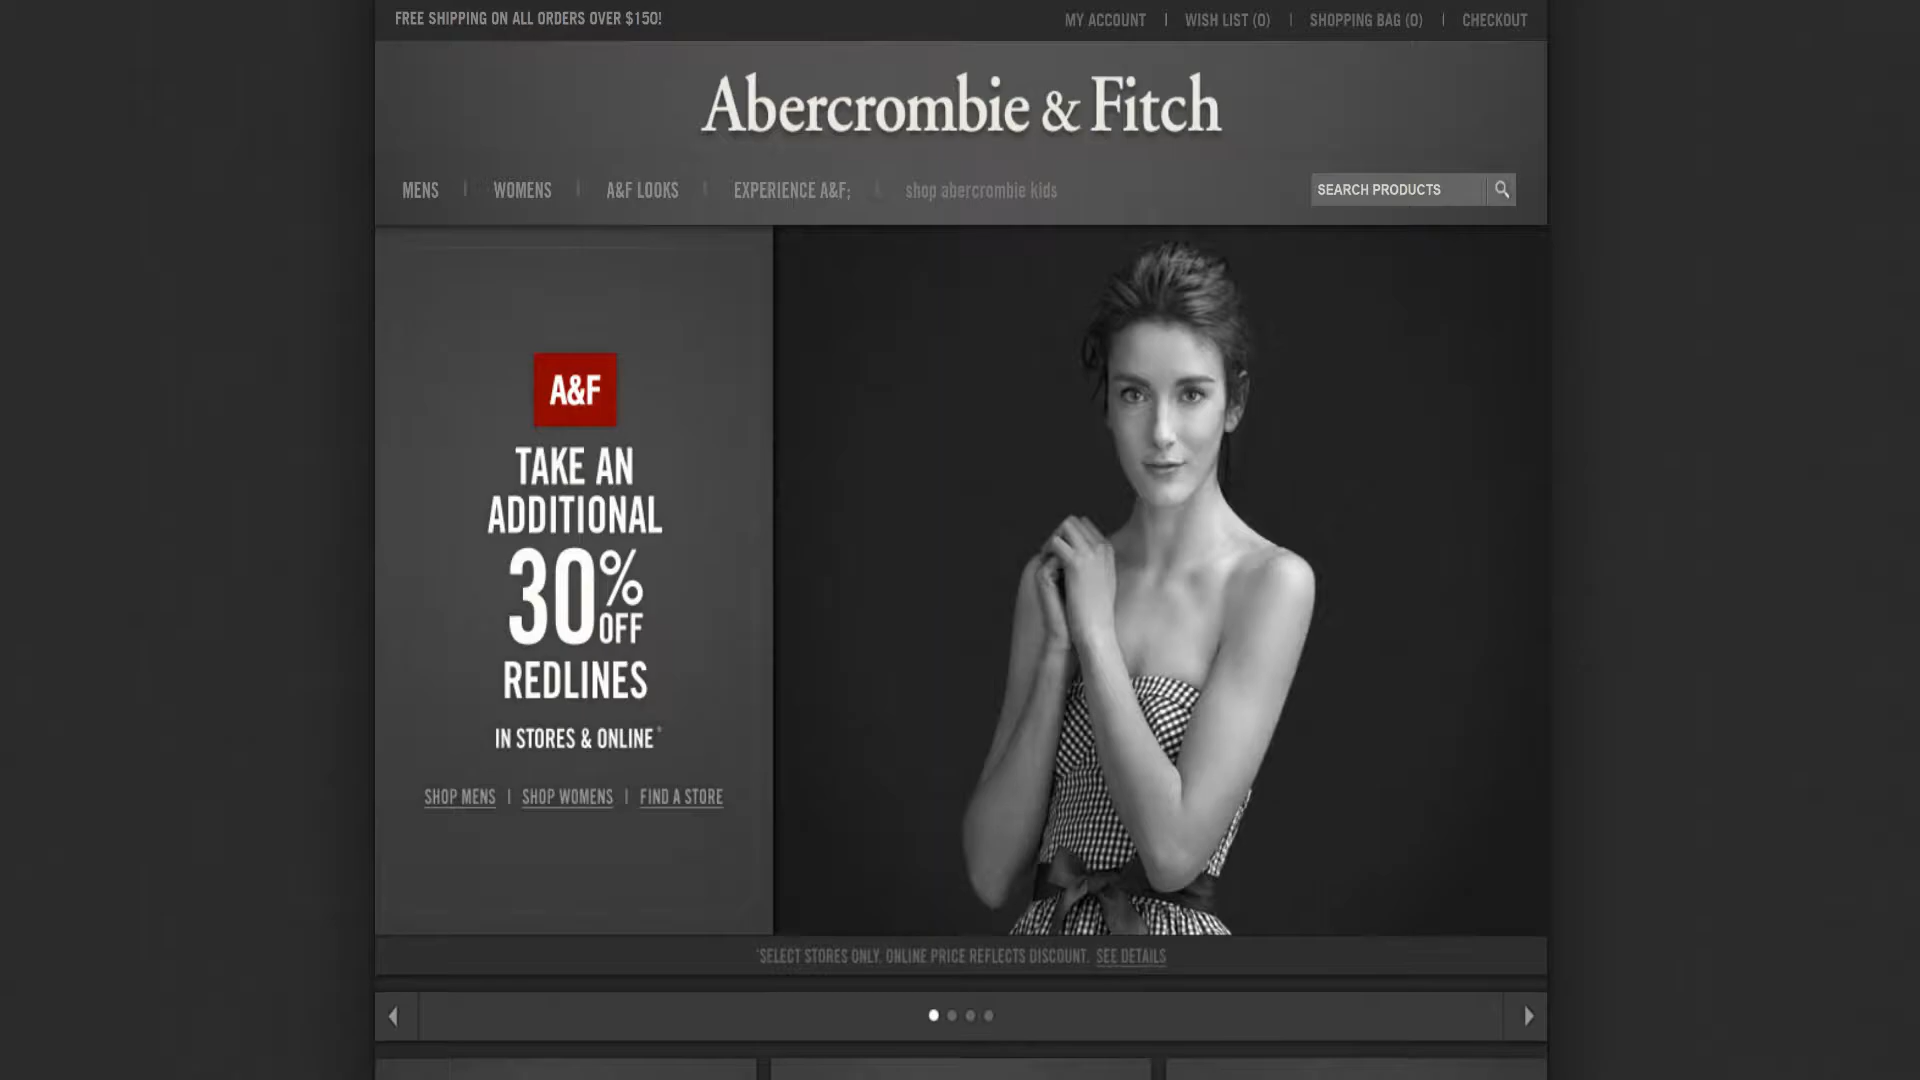 FREE SHIPPING ON ALL ORDERS OVER $150!
MY ACCOUNT | WISH LIST (0) | SHOPPING BAG (0) | CHECKOUT
Abercrombie & Fitch
MENS | WOMENS | A&F LOOKS | EXPERIENCE A&F; | shop abercrombie kids
SEARCH PRODUCTS
A&F
TAKE AN
ADDITIONAL
30%
OFF
REDLINES
IN STORES & ONLINE*
SHOP MENS | SHOP WOMENS | FIND A STORE
*SELECT STORES ONLY. ONLINE PRICE REFLECTS DISCOUNT. SEE DETAILS